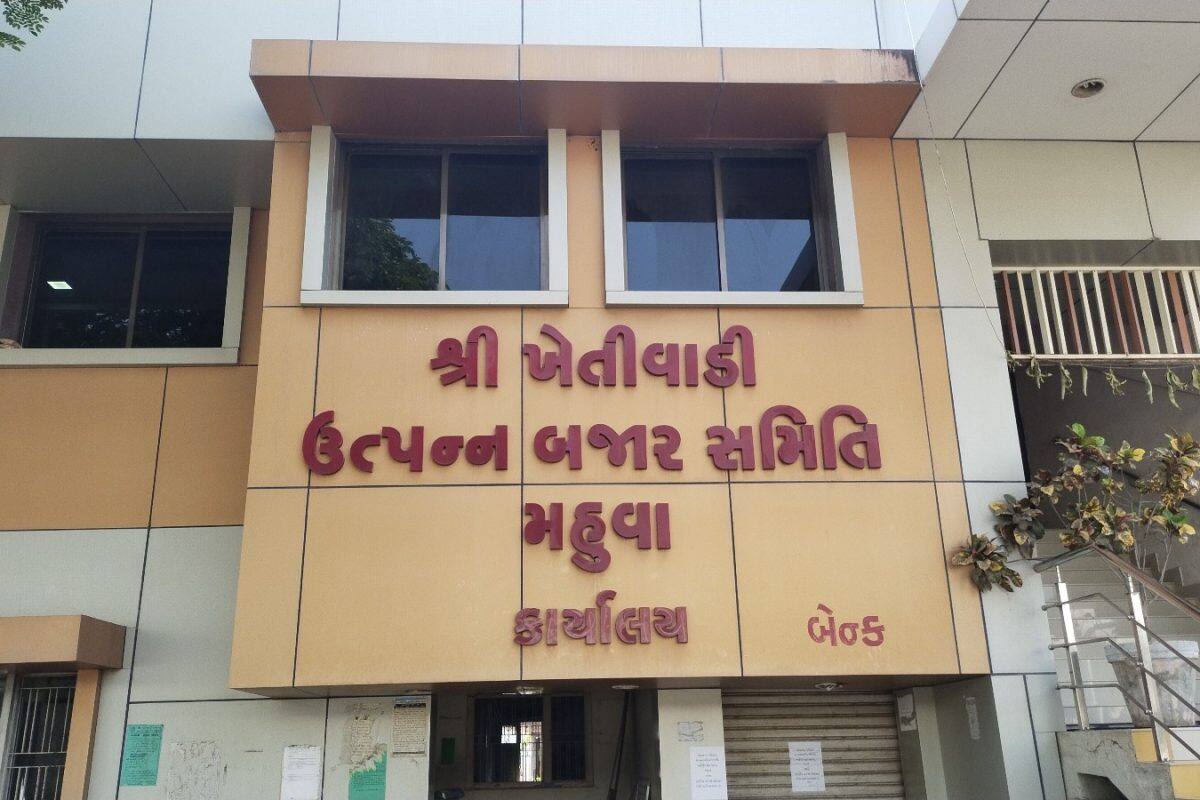 શ્રી ખેતીવાડી
ઉત્પન્ન બજાર સમિતિ
મહુવા
કાર્યાલય
બેન્ક